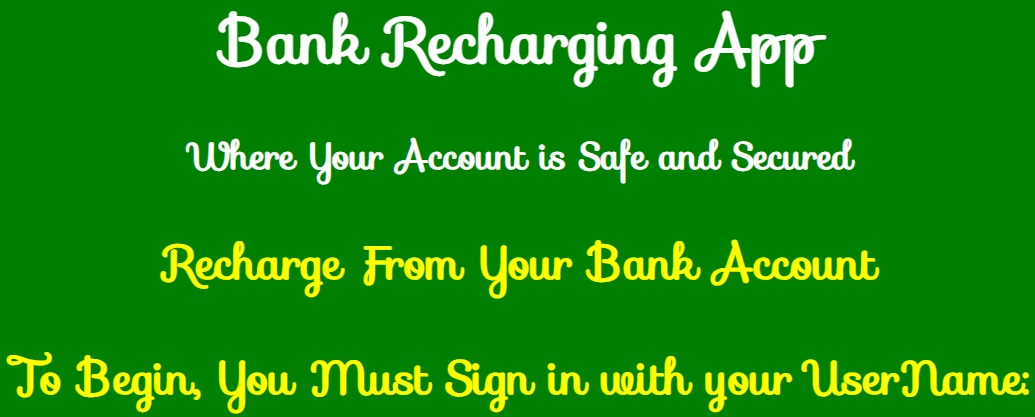 Bank Recharging App
Where Your Account is Safe and Secured
Recharge From Your Bank Account
To Begin, You Must Sign in with your UserName: